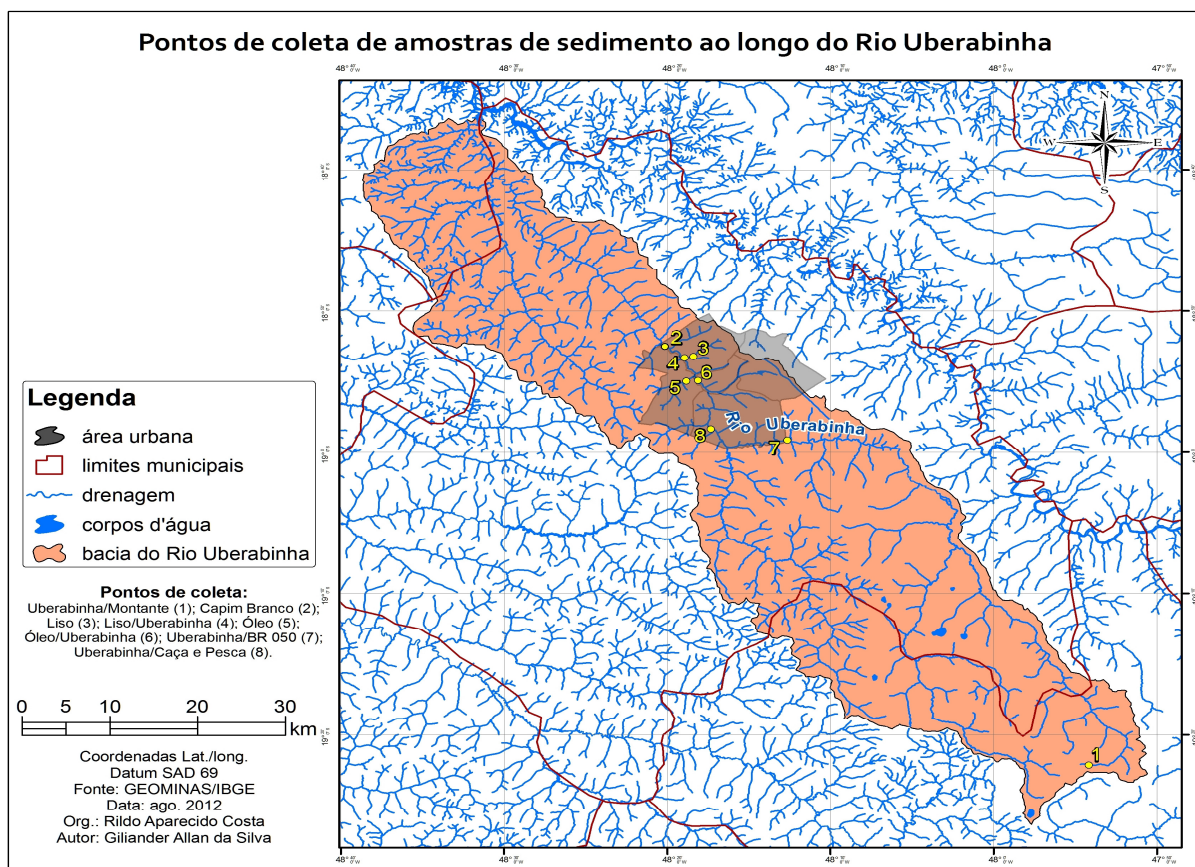 Pontos de coleta de amostras de sedimento ao longo do Rio Uberabinha
N
W
E
S
2
3
4
6
5
8
7
1
Rio Uberabinha
Legenda
área urbana
limites municipais
drenagem
corpos d'água
bacia do Rio Uberabinha
Pontos de coleta:
Uberabinha/Montante (1); Capim Branco (2);
Liso (3); Liso/Uberabinha (4); Óleo (5);
Óleo/Uberabinha (6); Uberabinha/BR 050 (7);
Uberabinha/Caça e Pesca (8).
0 5 10 20 30
km
Coordenadas Lat./long.
Datum SAD 69
Fonte: GEOMINAS/IBGE
Data: ago. 2012
Org.: Rildo Aparecido Costa
Autor: Giliander Allan da Silva